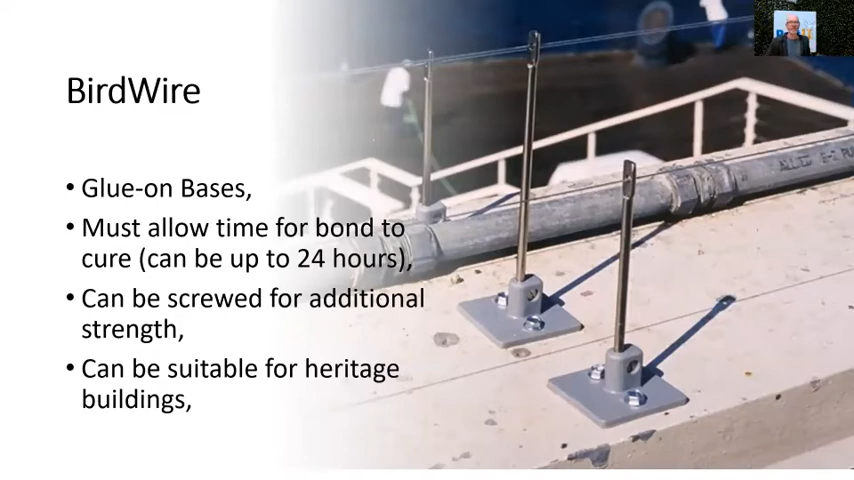 BirdWire
• Glue-on Bases,
• Must allow time for bond to
cure (can be up to 24 hours),
• Can be screwed for additional
strength,
• Can be suitable for heritage
buildings,
ALLIED